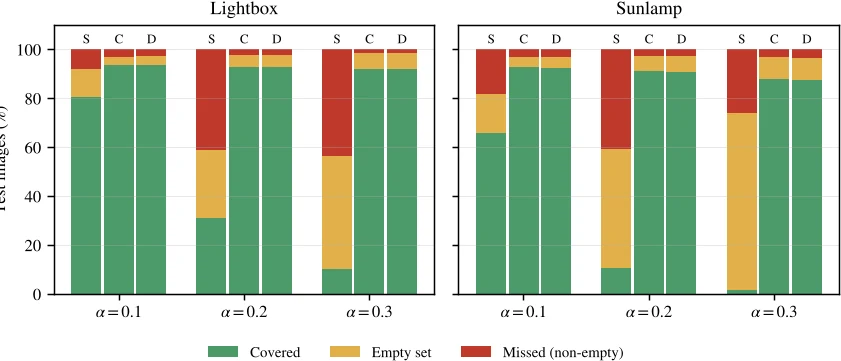 Lightbox
Sunlamp
S C D S C D S C D
S C D S C D S C D
100
80
60
40
20
0
images (%)
α = 0.1 α = 0.2 α = 0.3
α = 0.1 α = 0.2 α = 0.3
Covered Empty set Missed (non-empty)